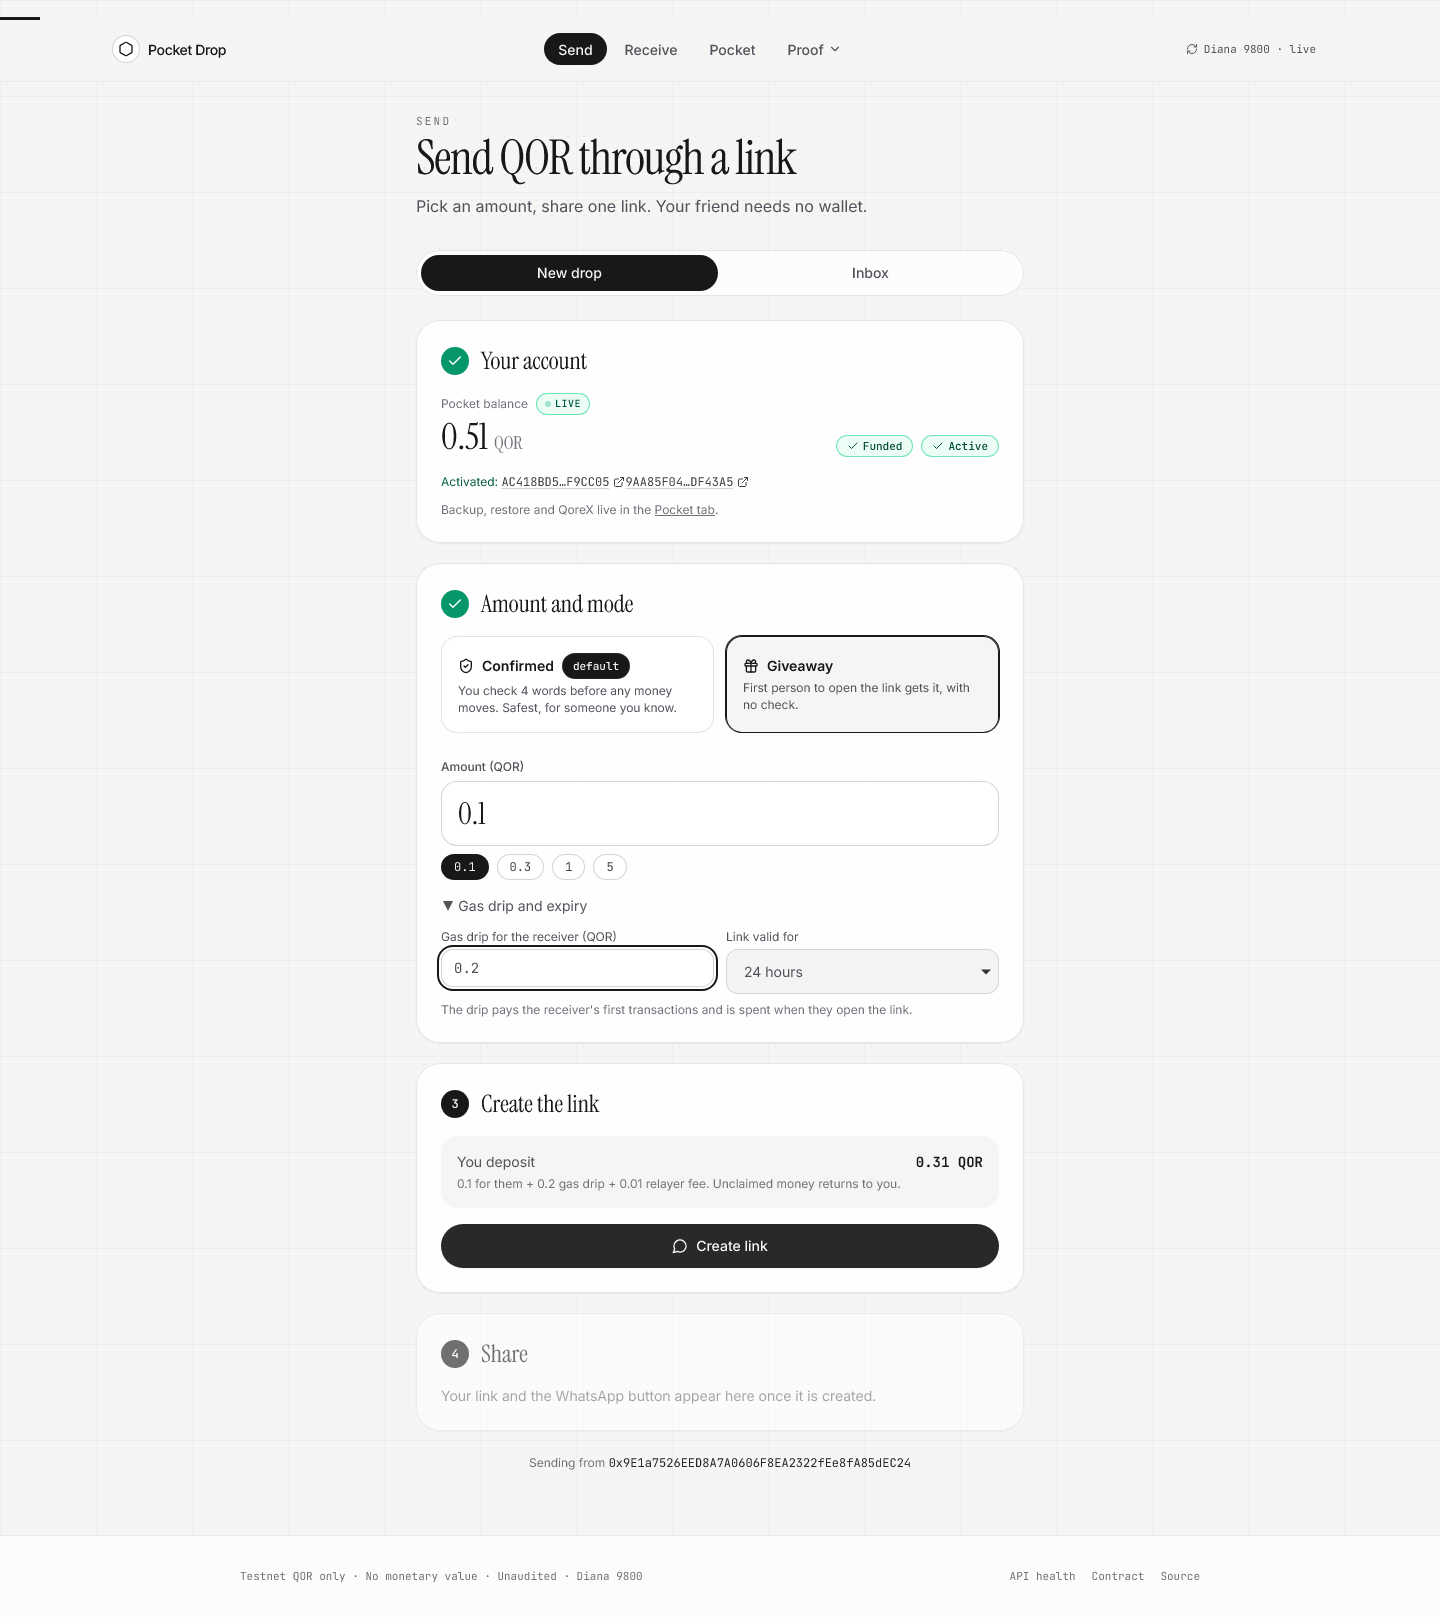 Pocket Drop
Send
Receive
Pocket
Proof
Diana 9800 · live
SEND
Send QOR through a link
Pick an amount, share one link. Your friend needs no wallet.
New drop
Inbox
Your account
Pocket balance
LIVE
0.51 QOR
Funded
Active
Activated: AC418BD5…F9CC05 9AA85F04…DF43A5
Backup, restore and QoreX live in the Pocket tab.
Amount and mode
Confirmed default
You check 4 words before any money
moves. Safest, for someone you know.
Giveaway
First person to open the link gets it, with
no check.
Amount (QOR)
0.1
0.1
0.3
1
5
▼ Gas drip and expiry
Gas drip for the receiver (QOR)
0.2
Link valid for
24 hours
The drip pays the receiver's first transactions and is spent when they open the link.
3
Create the link
You deposit
0.31 QOR
0.1 for them + 0.2 gas drip + 0.01 relayer fee. Unclaimed money returns to you.
Create link
4
Share
Your link and the WhatsApp button appear here once it is created.
Sending from 0x9E1a7526EED8A7A0606F8EA2322fEe8fA85dEC24
Testnet QOR only · No monetary value · Unaudited · Diana 9800
API health
Contract
Source